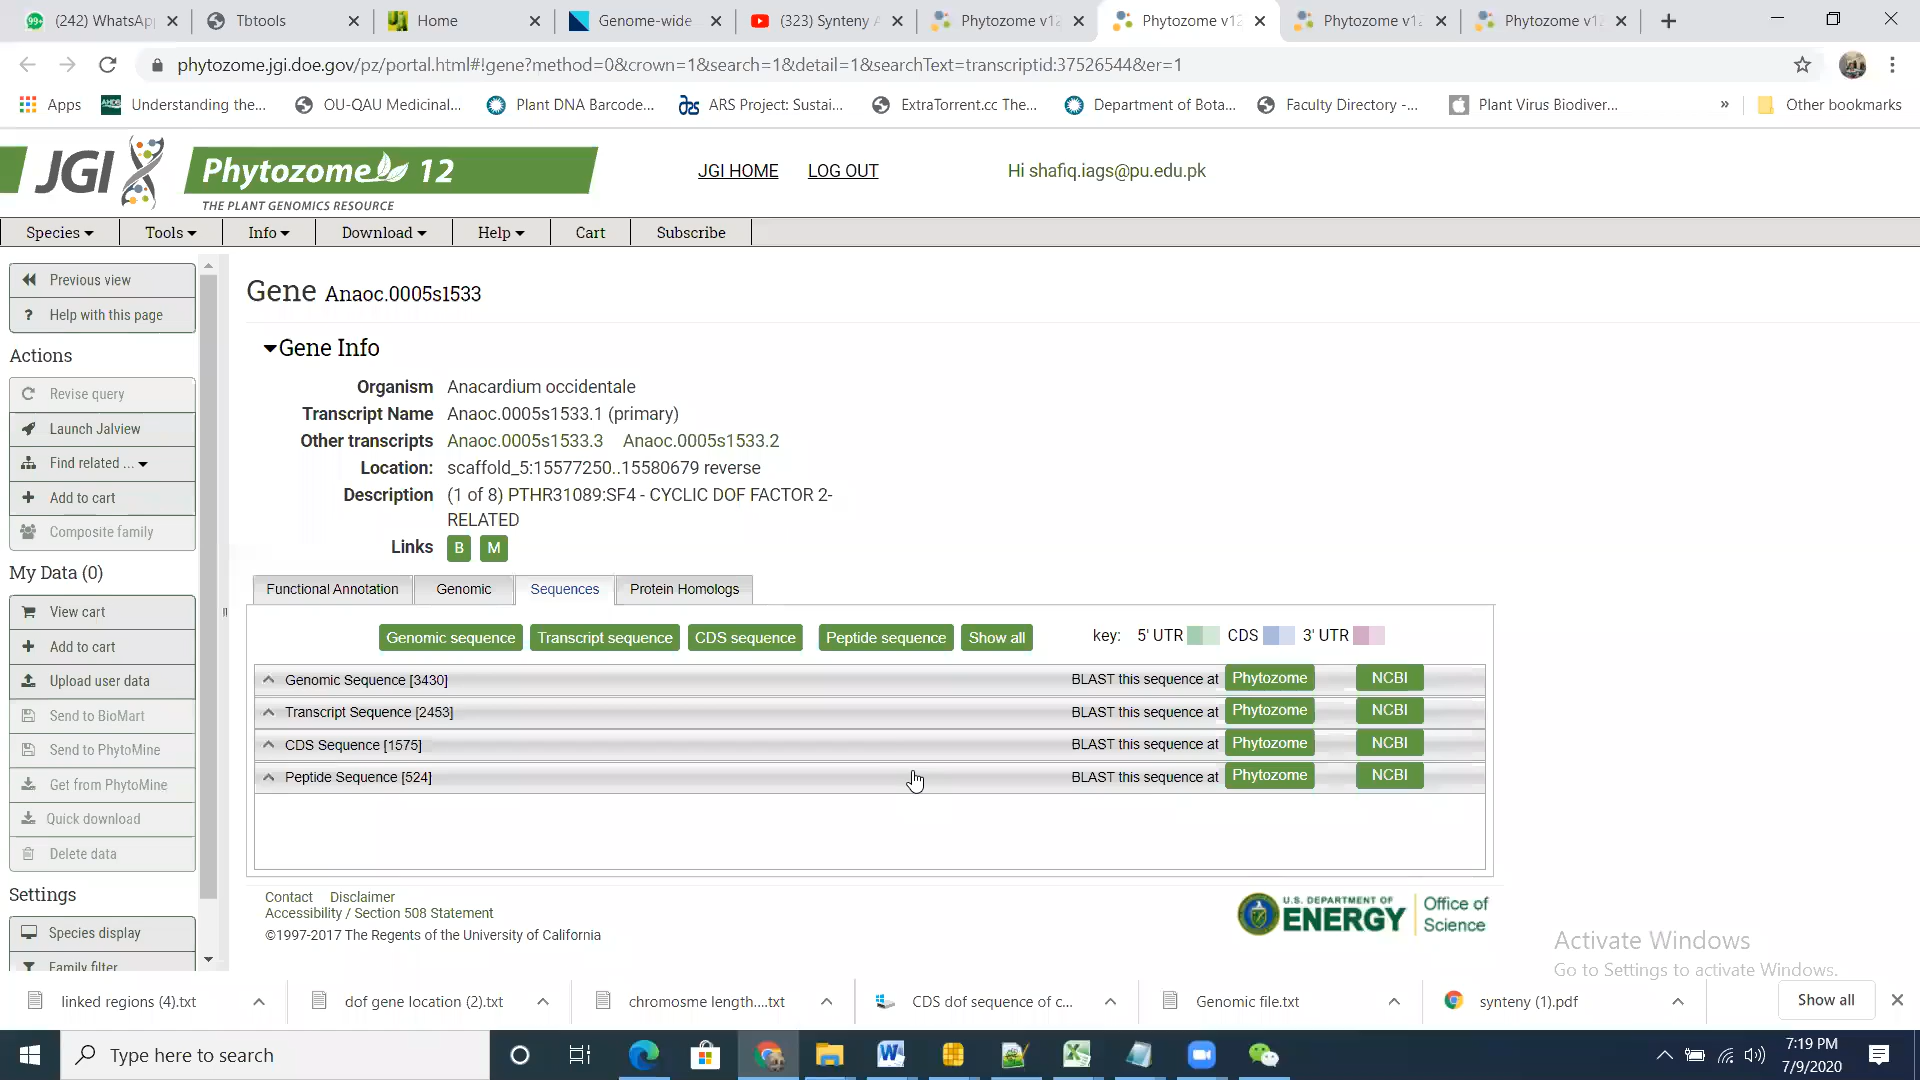 (242) WhatsAp
Tbtools
Home
Genome-wide
(323) Synteny A
Phytozome v12
Phytozome v12
Phytozome v12
Phytozome v12
phytozome.jgi.doe.gov/pz/portal.html#!gene?method=0&crown=1&search=1&detail=1&searchText=transcriptid:37526544&er=1
Apps
Understanding the...
OU-QAU Medicinal...
Plant DNA Barcode...
ARS Project: Sustai...
ExtraTorrent.cc The...
Department of Bota...
Faculty Directory -...
Plant Virus Biodiver...
»
Other bookmarks
JGI
Phytozome 12
THE PLANT GENOMICS RESOURCE
JGI HOME
LOG OUT
Hi shafiq.iags@pu.edu.pk
Species
Tools
Info
Download
Help
Cart
Subscribe
Previous view
? Help with this page
Actions
Revise query
Launch Jalview
Find related ...
Add to cart
Composite family
My Data (0)
View cart
Add to cart
Upload user data
Send to BioMart
Send to PhytoMine
Get from PhytoMine
Quick download
Delete data
Settings
Species display
Family filter
Gene Anaoc.0005s1533
Gene Info
Organism Anacardium occidentale
Transcript Name Anaoc.0005s1533.1 (primary)
Other transcripts Anaoc.0005s1533.3 Anaoc.0005s1533.2
Location: scaffold_5:15577250..15580679 reverse
Description (1 of 8) PTHR31089:SF4 - CYCLIC DOF FACTOR 2-
RELATED
Links B M
Functional Annotation
Genomic
Sequences
Protein Homologs
Genomic sequence
Transcript sequence
CDS sequence
Peptide sequence
Show all
key: 5' UTR CDS 3' UTR
Genomic Sequence [3430] BLAST this sequence at Phytozome NCBI
Transcript Sequence [2453] BLAST this sequence at Phytozome NCBI
CDS Sequence [1575] BLAST this sequence at Phytozome NCBI
Peptide Sequence [524] BLAST this sequence at Phytozome NCBI
Contact Disclaimer
Accessibility / Section 508 Statement
©1997-2017 The Regents of the University of California
U.S. DEPARTMENT OF
ENERGY
Office of
Science
Activate Windows
Go to Settings to activate Windows.
linked regions (4).txt
dof gene location (2).txt
chromosme length....txt
CDS dof sequence of c...
Genomic file.txt
synteny (1).pdf
Show all
Type here to search
7:19 PM
7/9/2020